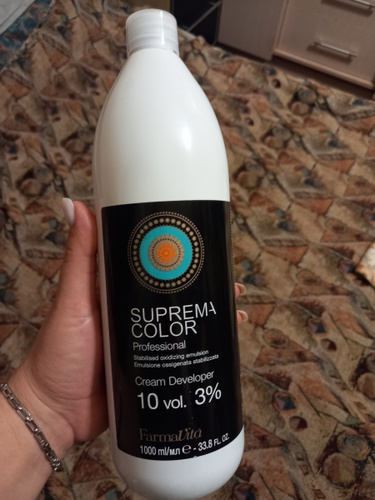 SUPREMA
COLOR
Professional
Stabilised oxidizing emulsion
Emulsione ossigenata stabilizzata
Cream Developer
10 vol. 3%
FarmaVita
1000 ml/мл e - 33.8 FL.OZ.